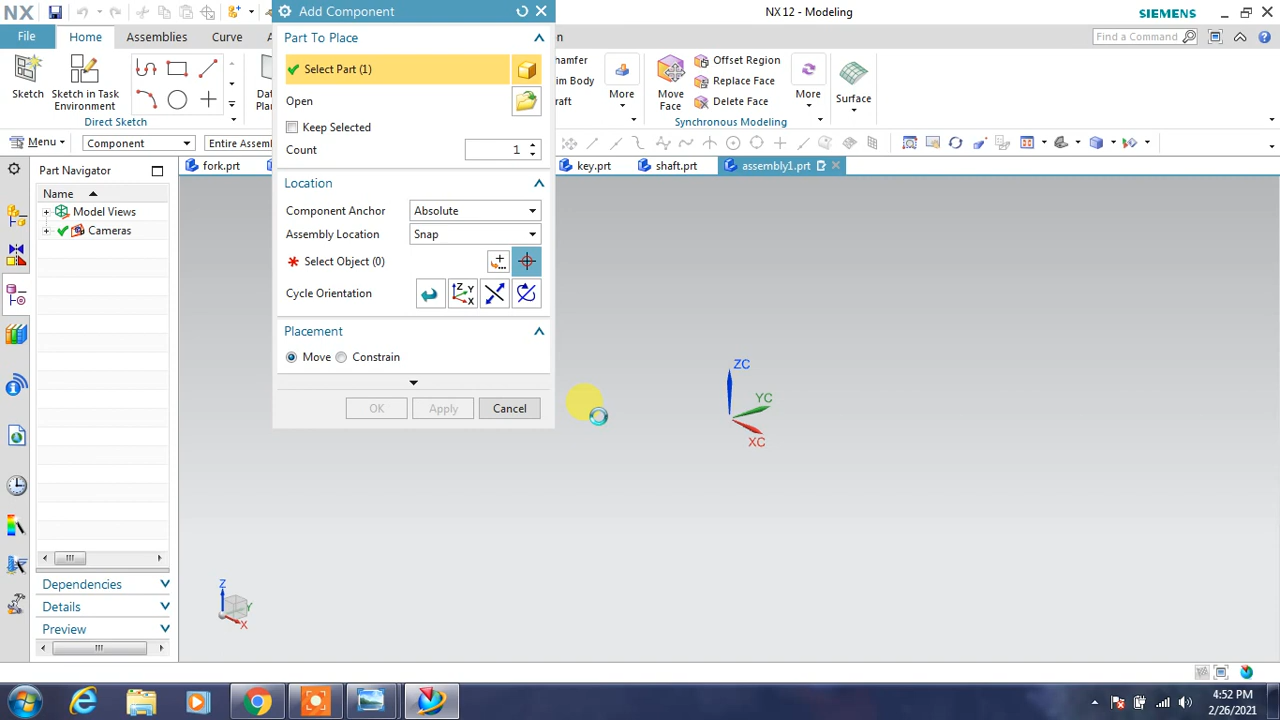 NX
Add Component
NX 12 - Modeling
SIEMENS
File
Home
Assemblies
Curve
Find a Command
Part To Place
Select Part (1)
Open
Keep Selected
Count
1
Sketch
Sketch in Task
Environment
Direct Sketch
More
Move
Face
Offset Region
Replace Face
Delete Face
More
Surface
Synchronous Modeling
Menu
Component
Entire Assem
Part Navigator
fork.prt
key.prt
shaft.prt
assembly1.prt
Name
Model Views
Cameras
Location
Component Anchor
Absolute
Assembly Location
Snap
Select Object (0)
Cycle Orientation
Placement
Move
Constrain
OK
Apply
Cancel
ZC
YC
XC
Z
Y
X
Dependencies
Details
Preview
4:52 PM
2/26/2021